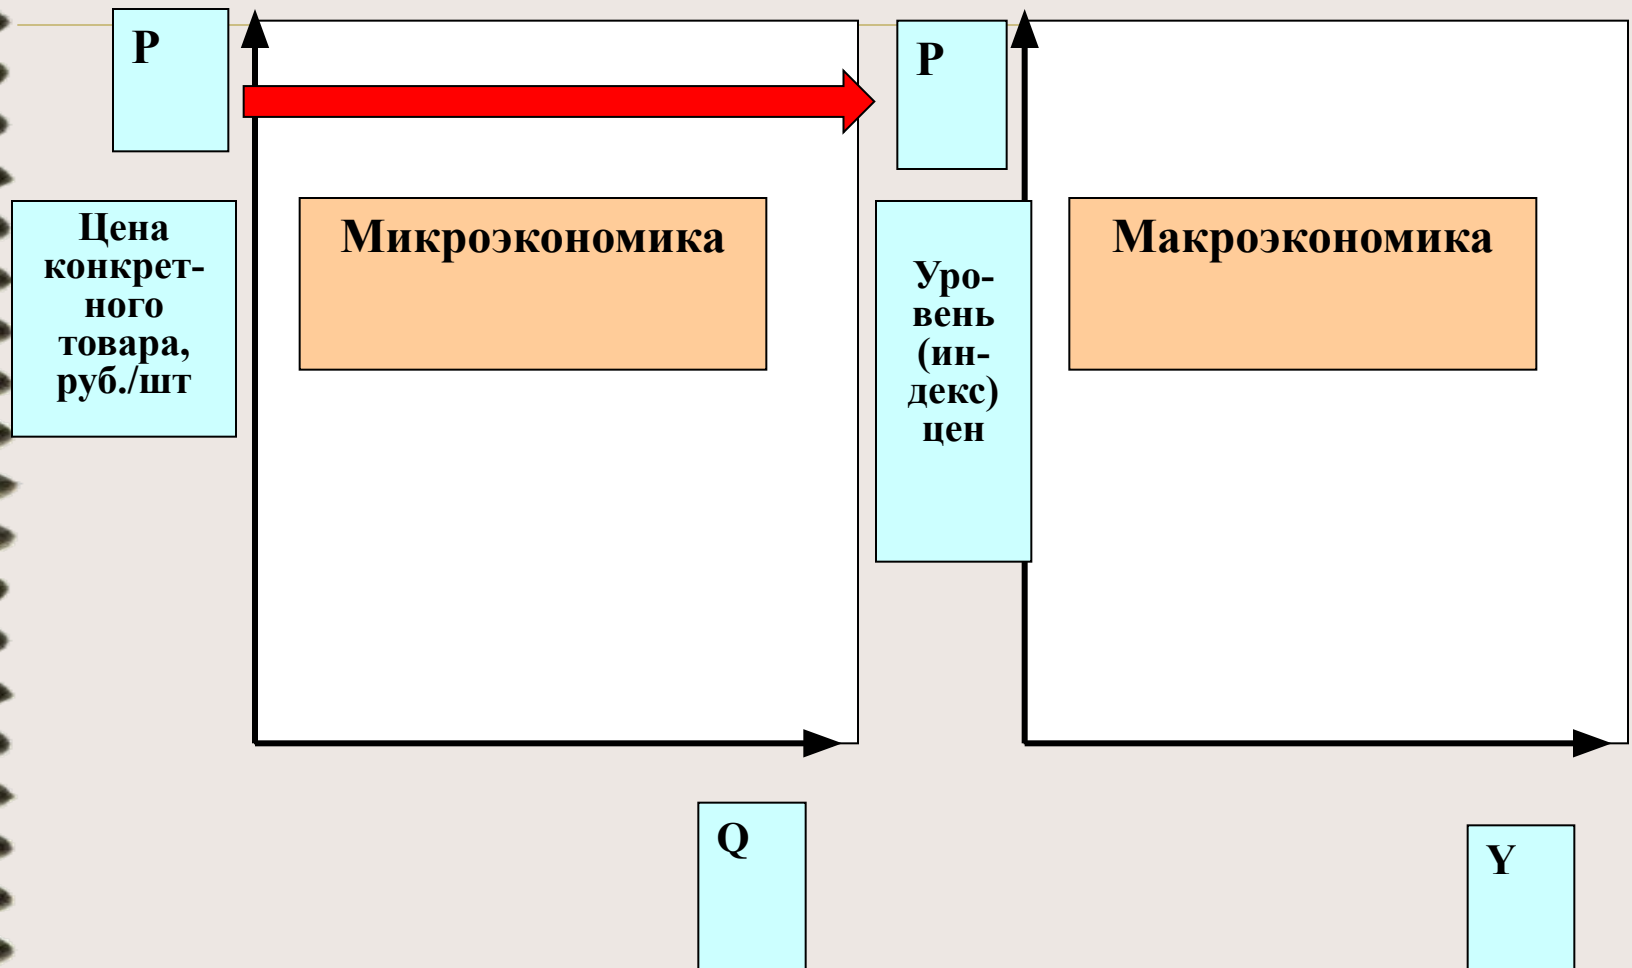 P
Цена
конкрет-
ного
товара,
руб./шт
Микроэкономика
P
Уро-
вень
(ин-
декс)
цен
Макроэкономика
Q
Y